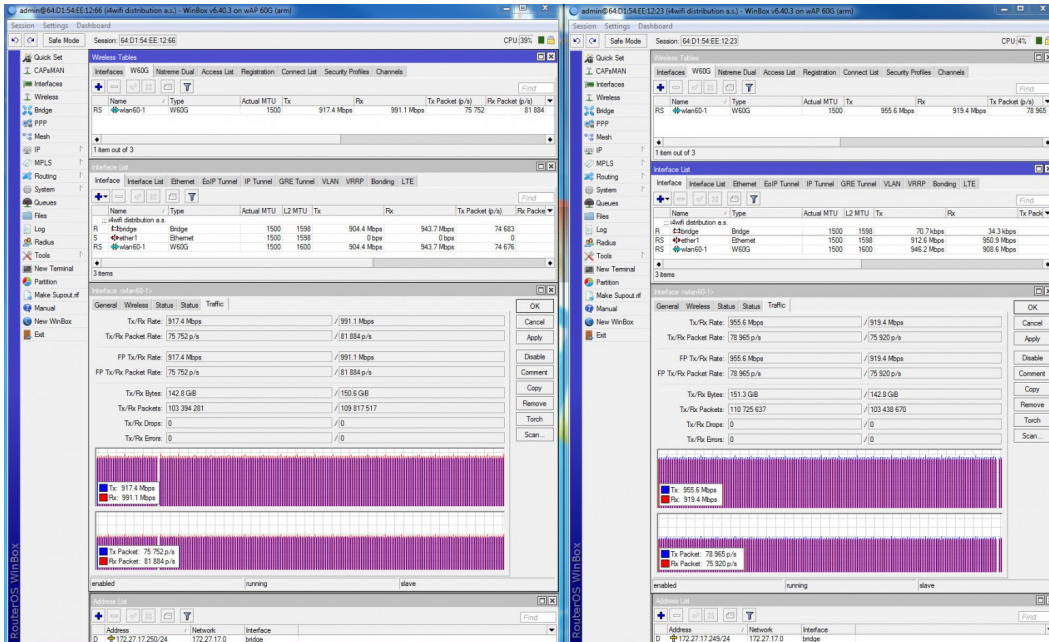 admin@64:D1:54:EE:12:66 (i4wifi distribution a.s.) - WinBox v6.40.3 on wAP 60G (arm)
Session Settings Dashboard
Safe Mode Session: 64:D1:54:EE:12:66 CPU: 39%
Quick Set
CAPsMAN
Interfaces
Wireless
Bridge
PPP
Mesh
IP
MPLS
Routing
System
Queues
Files
Log
Radius
Tools
New Terminal
Partition
Make Supout.rif
Manual
New WinBox
Exit
RouterOS WinBox
Wireless Tables
Interfaces W60G Nstreme Dual Access List Registration Connect List Security Profiles Channels
Find
Name Type Actual MTU Tx Rx Tx Packet (p/s) Rx Packet (p/s)
RS wlan60-1 W60G 1500 917.4 Mbps 991.1 Mbps 75 752 81 884
1 item out of 3
Interface List
Interface Interface List Ethernet EoIP Tunnel IP Tunnel GRE Tunnel VLAN VRRP Bonding LTE
Find
Name Type Actual MTU L2 MTU Tx Rx Tx Packet (p/s) Rx Packe
;;; i4wifi distribution a.s.
R bridge Bridge 1500 1598 904.4 Mbps 943.7 Mbps 74 683
S ether1 Ethernet 1500 1598 0 bps 0 bps 0
RS wlan60-1 W60G 1500 1600 904.4 Mbps 943.7 Mbps 74 676
3 items
Interface <wlan60-1>
General Wireless Status Status Traffic
Tx/Rx Rate: 917.4 Mbps / 991.1 Mbps
Tx/Rx Packet Rate: 75 752 p/s / 81 884 p/s
FP Tx/Rx Rate: 917.4 Mbps / 991.1 Mbps
FP Tx/Rx Packet Rate: 75 752 p/s / 81 884 p/s
Tx/Rx Bytes: 142.8 GiB / 150.6 GiB
Tx/Rx Packets: 103 394 281 / 109 817 517
Tx/Rx Drops: 0 / 0
Tx/Rx Errors: 0 / 0
OK
Cancel
Apply
Disable
Comment
Copy
Remove
Torch
Scan...
Tx: 917.4 Mbps
Rx: 991.1 Mbps
Tx Packet: 75 752 p/s
Rx Packet: 81 884 p/s
enabled running slave
Address List
Find
Address Network Interface
D 172.27.17.250/24 172.27.17.0 bridge
admin@64:D1:54:EE:12:23 (i4wifi distribution a.s.) - WinBox v6.40.3 on wAP 60G (arm)
Session Settings Dashboard
Safe Mode Session: 64:D1:54:EE:12:23 CPU: 4%
Quick Set
CAPsMAN
Interfaces
Wireless
Bridge
PPP
Mesh
IP
MPLS
Routing
System
Queues
Files
Log
Radius
Tools
New Terminal
Partition
Make Supout.rif
Manual
New WinBox
Exit
RouterOS WinBox
Wireless Tables
Interfaces W60G Nstreme Dual Access List Registration Connect List Security Profiles Channels
Find
Name Type Actual MTU Tx Rx Tx Packet (p/s)
RS wlan60-1 W60G 1500 955.6 Mbps 919.4 Mbps 78 965
1 item out of 3
Interface List
Interface Interface List Ethernet EoIP Tunnel IP Tunnel GRE Tunnel VLAN VRRP Bonding LTE
Find
Name Type Actual MTU L2 MTU Tx Rx Tx Pack
;;; i4wifi distribution a.s.
R bridge Bridge 1500 1598 70.7 kbps 34.3 kbps
RS ether1 Ethernet 1500 1598 912.6 Mbps 950.9 Mbps
RS wlan60-1 W60G 1500 1600 946.2 Mbps 908.6 Mbps
3 items
Interface <wlan60-1>
General Wireless Status Status Traffic
Tx/Rx Rate: 955.6 Mbps / 919.4 Mbps
Tx/Rx Packet Rate: 78 965 p/s / 75 920 p/s
FP Tx/Rx Rate: 955.6 Mbps / 919.4 Mbps
FP Tx/Rx Packet Rate: 78 965 p/s / 75 920 p/s
Tx/Rx Bytes: 151.3 GiB / 142.8 GiB
Tx/Rx Packets: 110 725 637 / 103 438 670
Tx/Rx Drops: 0 / 0
Tx/Rx Errors: 0 / 0
OK
Cancel
Apply
Disable
Comment
Copy
Remove
Torch
Scan...
Tx: 955.6 Mbps
Rx: 919.4 Mbps
Tx Packet: 78 965 p/s
Rx Packet: 75 920 p/s
enabled running slave
Address List
Find
Address Network Interface
D 172.27.17.249/24 172.27.17.0 bridge